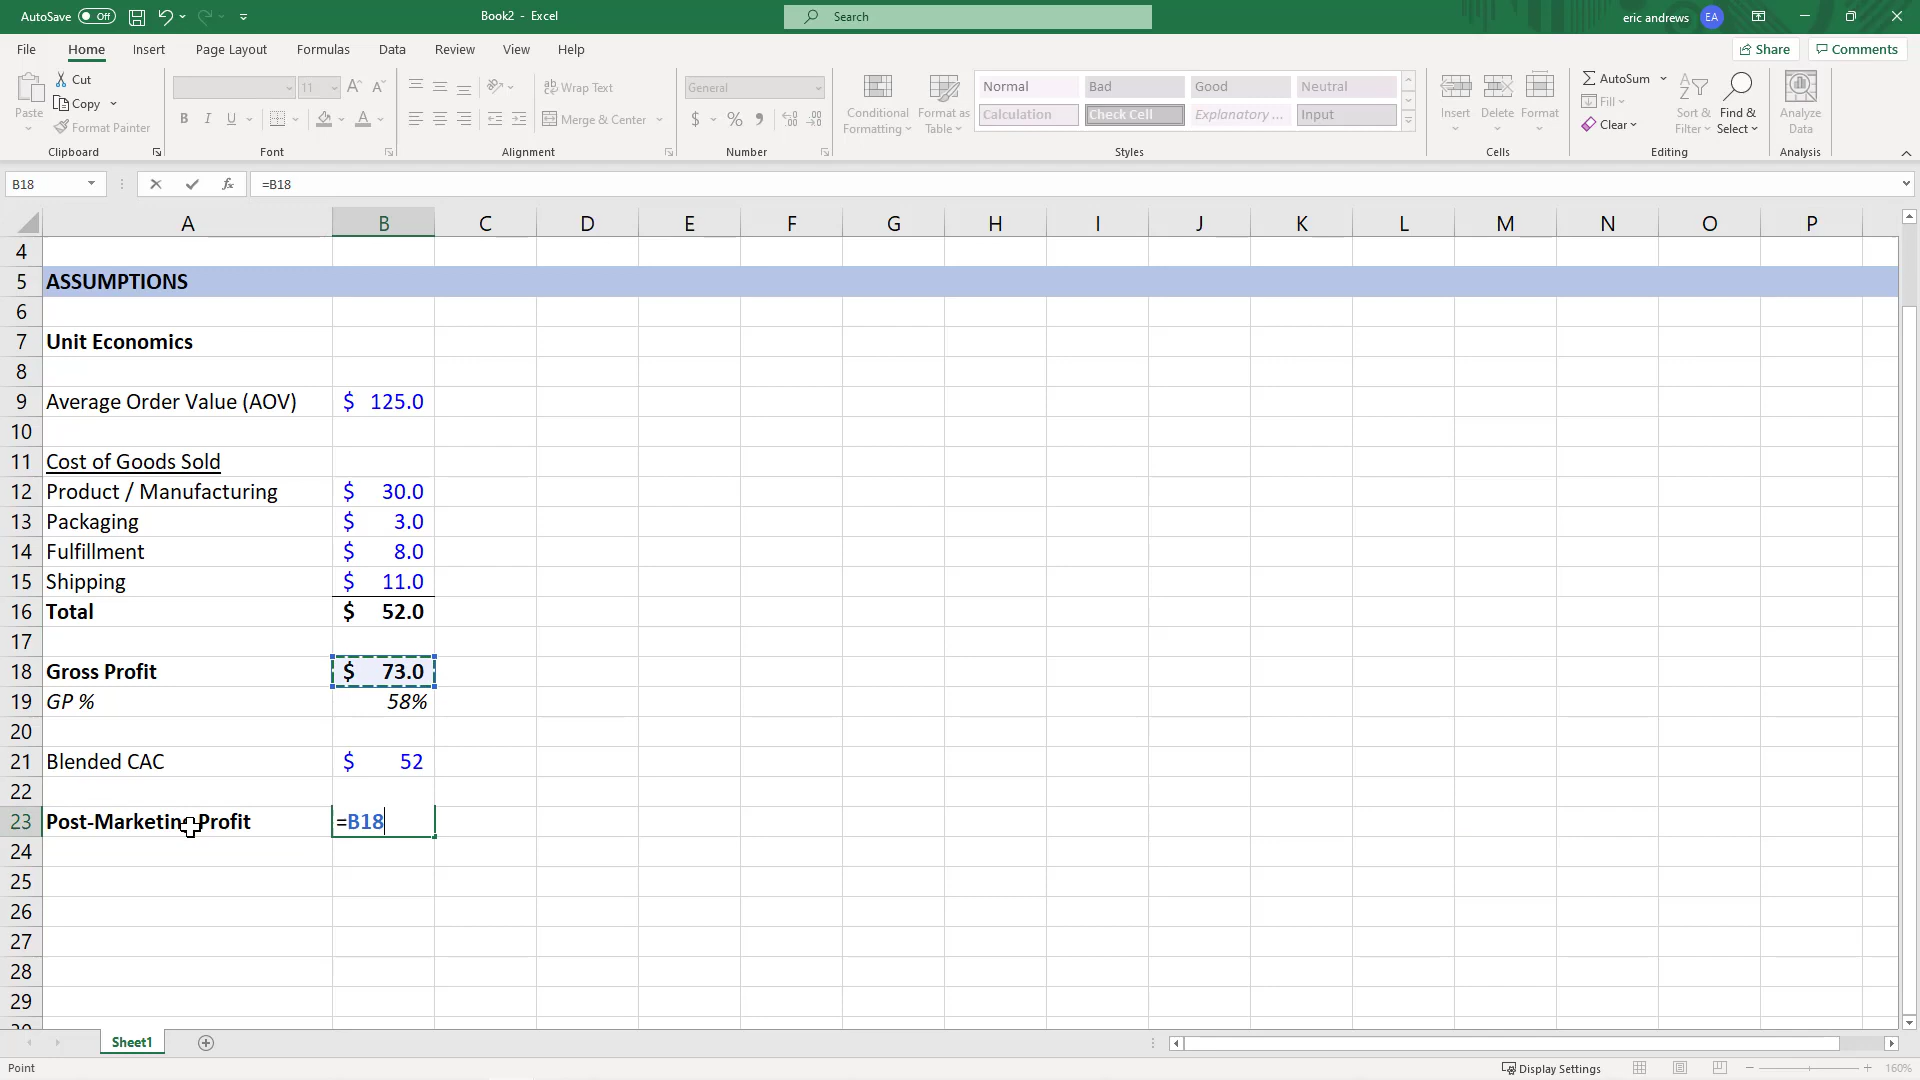 AutoSave Off Book2 - Excel Search eric andrews EA
File Home Insert Page Layout Formulas Data Review View Help Share Comments
Paste Cut Copy Format Painter
Clipboard
11 A A
B I U A
Font
Wrap Text
Merge & Center
Alignment
General
$ % 9
Number
Conditional Formatting Format as Table
Normal Bad Good Neutral
Calculation Check Cell Explanatory ... Input
Styles
Insert Delete Format
Cells
AutoSum
Fill
Clear
Sort & Filter Find & Select
Editing
Analyze Data
Analysis
B18 fx =B18
A B C D E F G H I J K L M N O P
4
5 ASSUMPTIONS
6
7 Unit Economics
8
9 Average Order Value (AOV) $ 125.0
10
11 Cost of Goods Sold
12 Product / Manufacturing $ 30.0
13 Packaging $ 3.0
14 Fulfillment $ 8.0
15 Shipping $ 11.0
16 Total $ 52.0
17
18 Gross Profit $ 73.0
19 GP % 58%
20
21 Blended CAC $ 52
22
23 Post-Marketing Profit =B18
24
25
26
27
28
29
Sheet1
Point Display Settings 160%